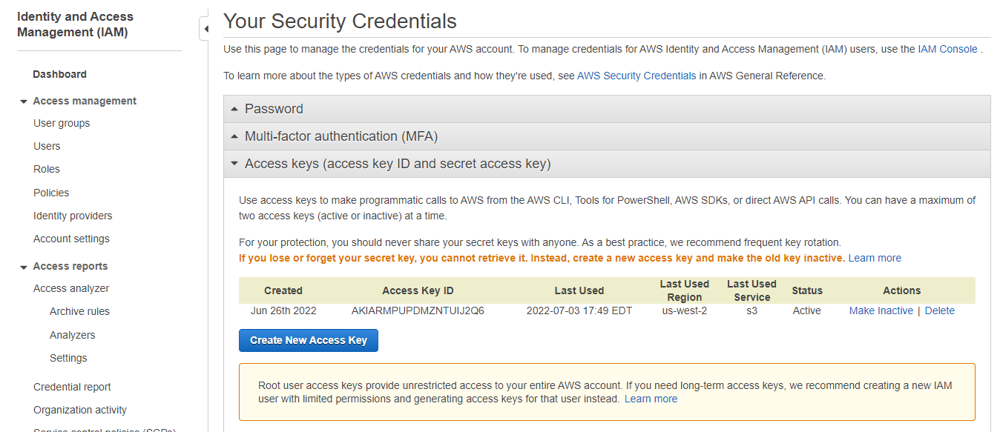 Identity and Access
Management (IAM)
Dashboard
Access management
User groups
Users
Roles
Policies
Identity providers
Account settings
Access reports
Access analyzer
Archive rules
Analyzers
Settings
Credential report
Organization activity
Service control policies (SCPs)
Your Security Credentials
Use this page to manage the credentials for your AWS account. To manage credentials for AWS Identity and Access Management (IAM) users, use the IAM Console .
To learn more about the types of AWS credentials and how they're used, see AWS Security Credentials in AWS General Reference.
Password
Multi-factor authentication (MFA)
Access keys (access key ID and secret access key)
Use access keys to make programmatic calls to AWS from the AWS CLI, Tools for PowerShell, AWS SDKs, or direct AWS API calls. You can have a maximum of
two access keys (active or inactive) at a time.
For your protection, you should never share your secret keys with anyone. As a best practice, we recommend frequent key rotation.
If you lose or forget your secret key, you cannot retrieve it. Instead, create a new access key and make the old key inactive. Learn more
Created Access Key ID Last Used Last Used Region Last Used Service Status Actions
Jun 26th 2022 AKIARMPUPDMZNTUIJ2Q6 2022-07-03 17:49 EDT us-west-2 s3 Active Make Inactive | Delete
Create New Access Key
Root user access keys provide unrestricted access to your entire AWS account. If you need long-term access keys, we recommend creating a new IAM
user with limited permissions and generating access keys for that user instead. Learn more